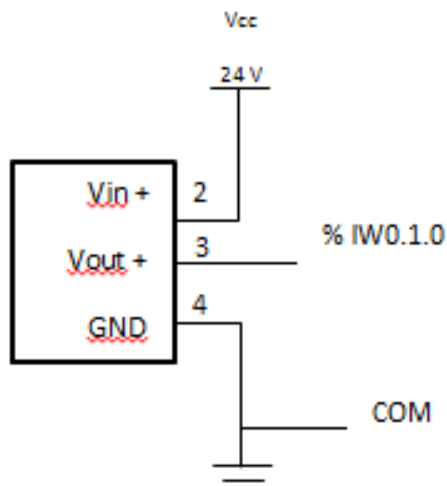 Vcc
24 V
Vin + 2
Vout + 3
% IW0.1.0
GND 4
COM